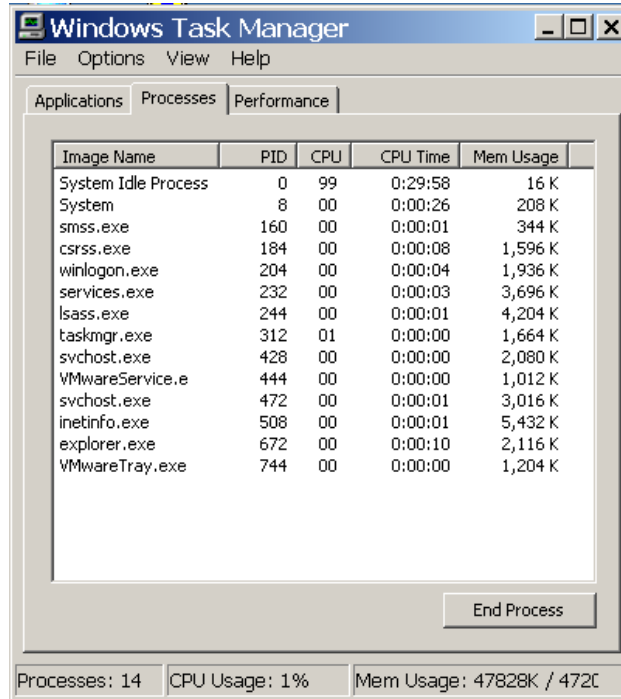 Windows Task Manager
File Options View Help
Applications Processes Performance
Image Name PID CPU CPU Time Mem Usage
System Idle Process 0 99 0:29:58 16 K
System 8 00 0:00:26 208 K
smss.exe 160 00 0:00:01 344 K
csrss.exe 184 00 0:00:08 1,596 K
winlogon.exe 204 00 0:00:04 1,936 K
services.exe 232 00 0:00:03 3,696 K
lsass.exe 244 00 0:00:01 4,204 K
taskmgr.exe 312 01 0:00:00 1,664 K
svchost.exe 428 00 0:00:00 2,080 K
VMwareService.e 444 00 0:00:00 1,012 K
svchost.exe 472 00 0:00:01 3,016 K
inetinfo.exe 508 00 0:00:01 5,432 K
explorer.exe 672 00 0:00:10 2,116 K
VMwareTray.exe 744 00 0:00:00 1,204 K
End Process
Processes: 14 CPU Usage: 1% Mem Usage: 47828K /